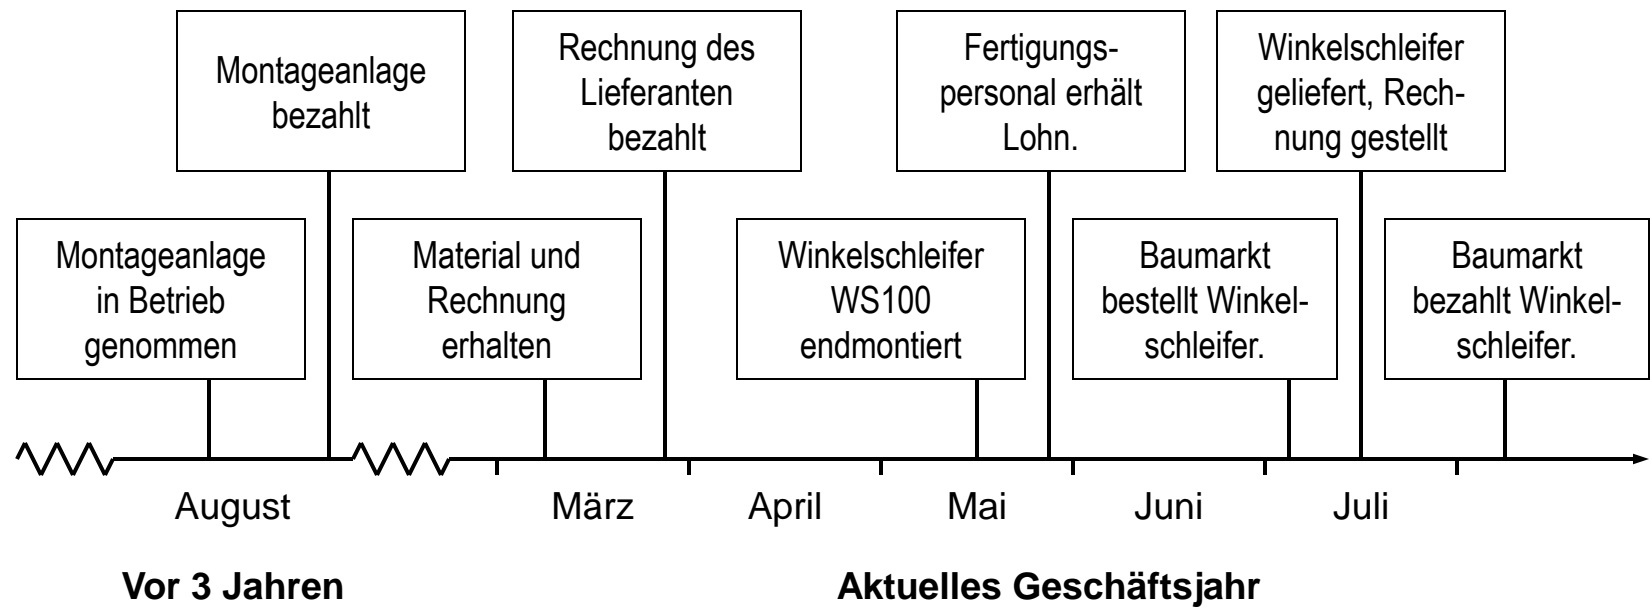 Montageanlage
bezahlt
Rechnung des
Lieferanten
bezahlt
Fertigungs-
personal erhält
Lohn.
Winkelschleifer
geliefert, Rech-
nung gestellt
Montageanlage
in Betrieb
genommen
Material und
Rechnung
erhalten
Winkelschleifer
WS100
endmontiert
Baumarkt
bestellt Winkel-
schleifer.
Baumarkt
bezahlt Winkel-
schleifer.
August
März
April
Mai
Juni
Juli
Vor 3 Jahren
Aktuelles Geschäftsjahr